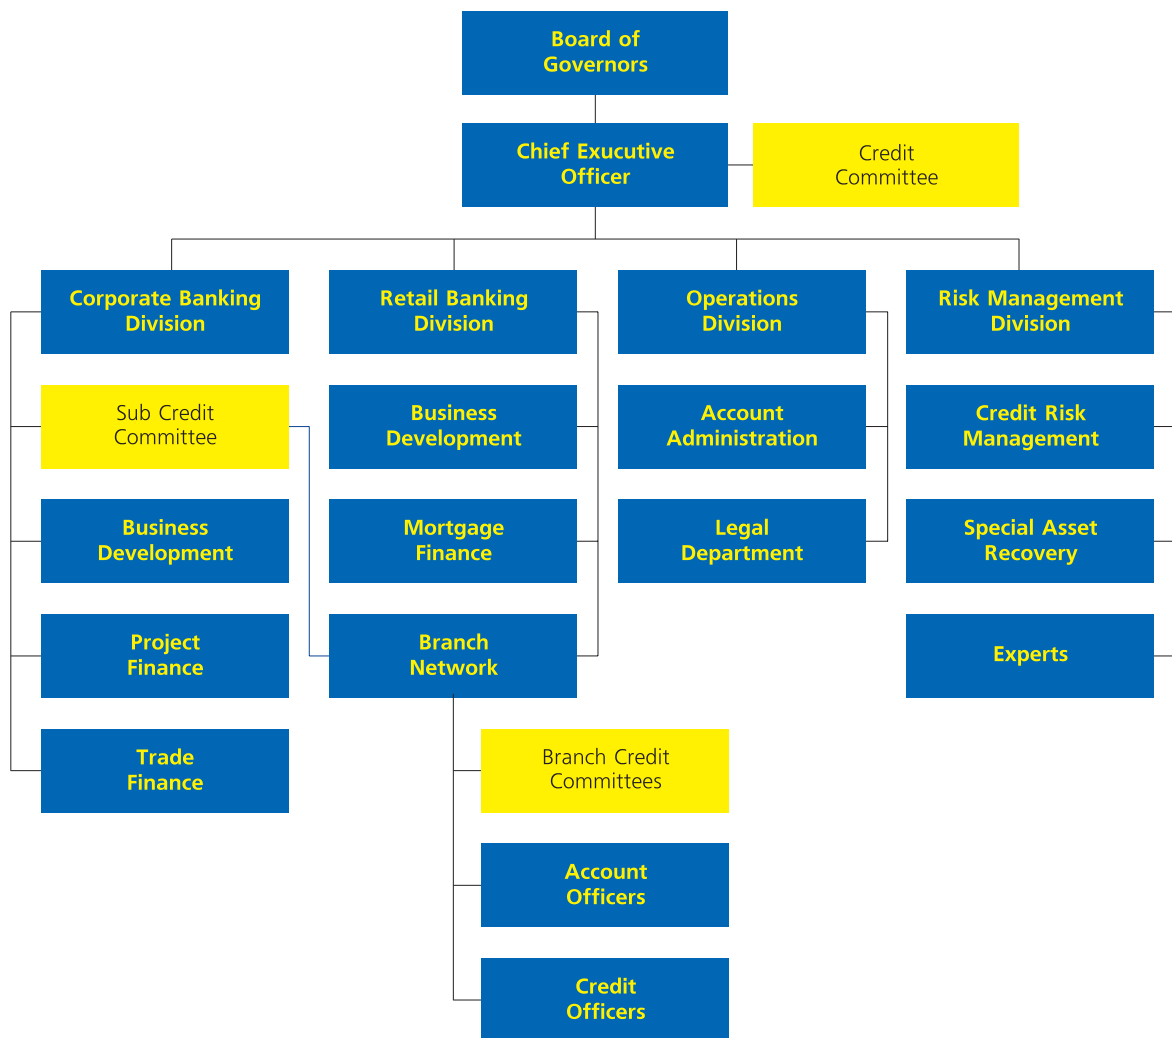 Board of
Governors
Chief Exucutive
Officer
Credit
Committee
Corporate Banking
Division
Retail Banking
Division
Operations
Division
Risk Management
Division
Sub Credit
Committee
Business
Development
Account
Administration
Credit Risk
Management
Business
Development
Mortgage
Finance
Legal
Department
Special Asset
Recovery
Project
Finance
Branch
Network
Experts
Trade
Finance
Branch Credit
Committees
Account
Officers
Credit
Officers